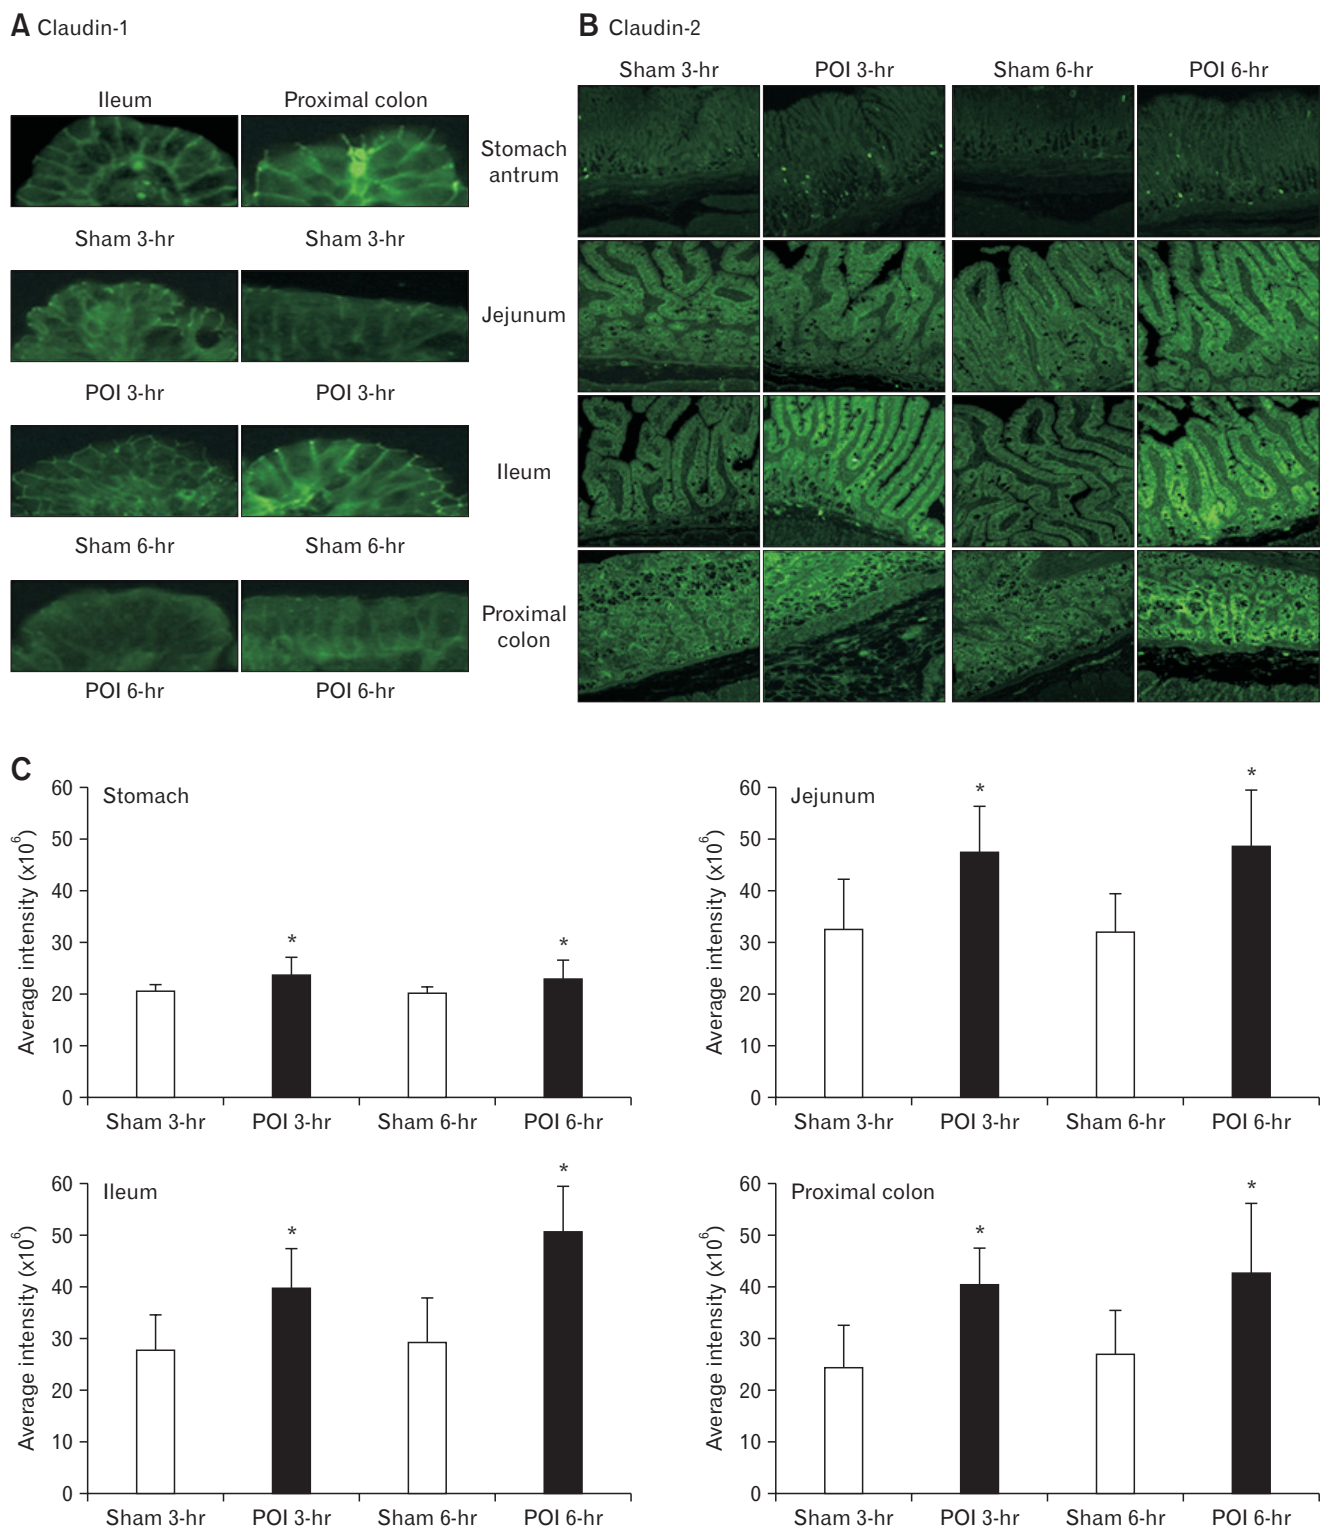 A Claudin-1
Ileum
Proximal colon
Sham 3-hr
Sham 3-hr
POI 3-hr
POI 3-hr
Sham 6-hr
Sham 6-hr
POI 6-hr
POI 6-hr
B Claudin-2
Sham 3-hr
POI 3-hr
Sham 6-hr
POI 6-hr
Stomach
antrum
Jejunum
Ileum
Proximal
colon
C
Stomach
Average intensity (x10⁶)
60
50
40
30
20
10
0
*
*
Sham 3-hr
POI 3-hr
Sham 6-hr
POI 6-hr
Jejunum
Average intensity (x10⁶)
60
50
40
30
20
10
0
*
*
Sham 3-hr
POI 3-hr
Sham 6-hr
POI 6-hr
Ileum
Average intensity (x10⁶)
60
50
40
30
20
10
0
*
*
Sham 3-hr
POI 3-hr
Sham 6-hr
POI 6-hr
Proximal colon
Average intensity (x10⁶)
60
50
40
30
20
10
0
*
*
Sham 3-hr
POI 3-hr
Sham 6-hr
POI 6-hr